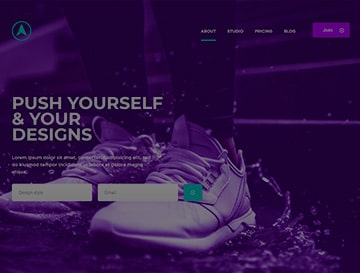 ABOUT
STUDIO
PRICING
BLOG
Join
PUSH YOURSELF
& YOUR
DESIGNS
Lorem ipsum dolor sit amet, consectetur adipisicing elit, sed
do eiusmod tempor incididunt ut labore et dolore magna
aliqua.
Design style
Email